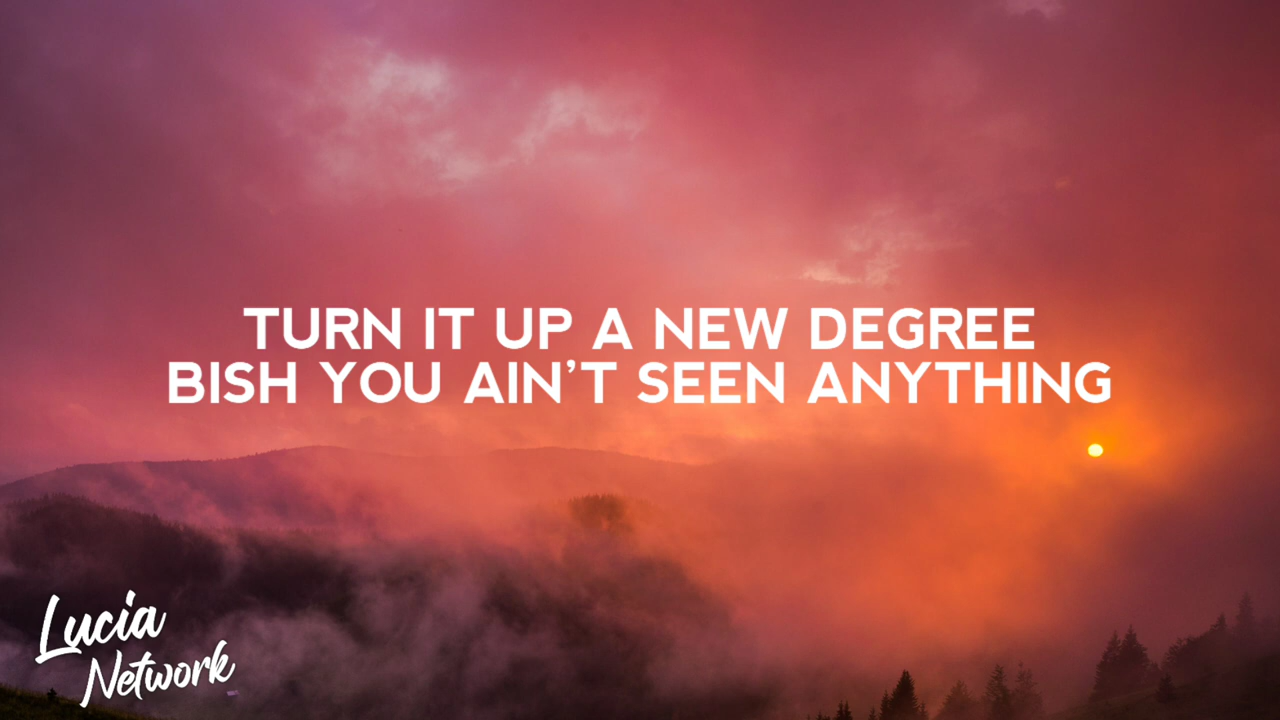 TURN IT UP A NEW DEGREE
BISH YOU AIN'T SEEN ANYTHING
Lucia
Network